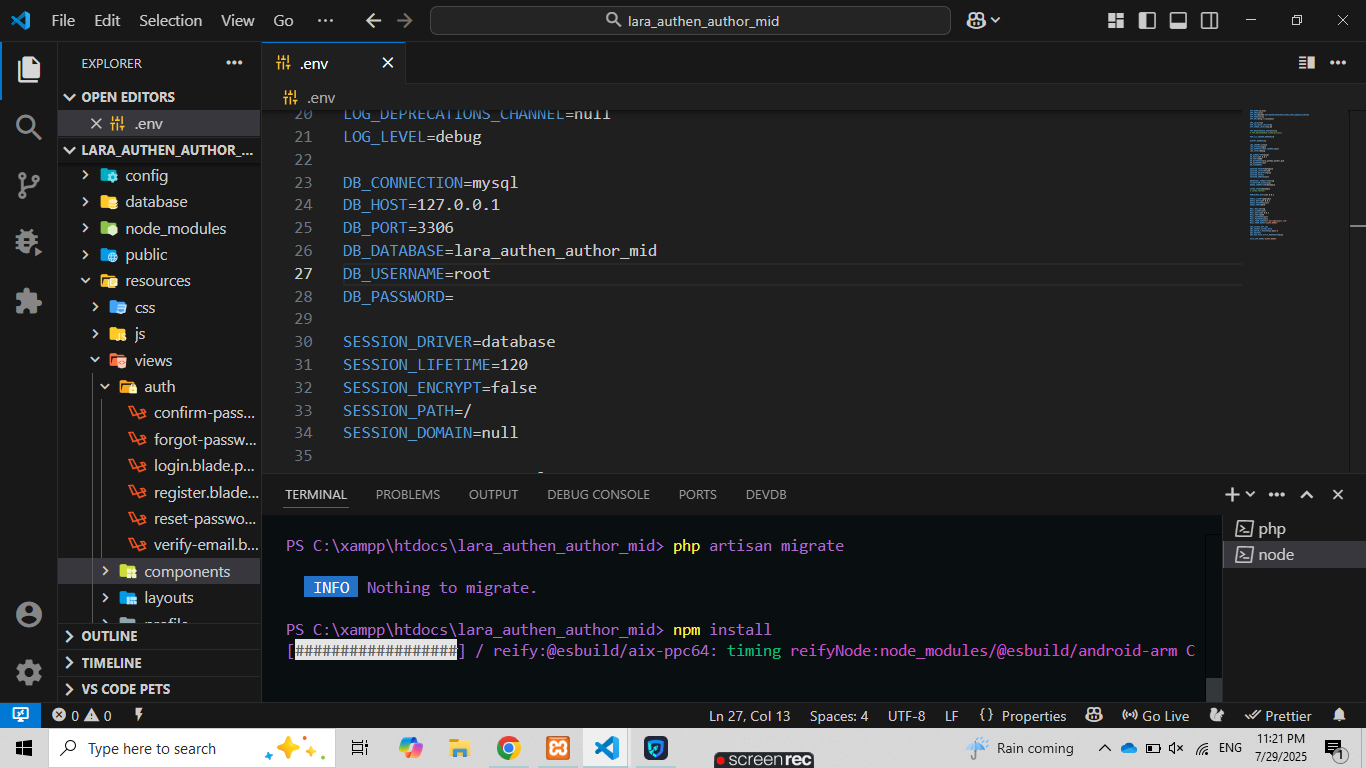 File Edit Selection View Go ··· lara_authen_author_mid
EXPLORER ···
OPEN EDITORS
.env
LARA_AUTHEN_AUTHOR_...
config
database
node_modules
public
resources
css
js
views
auth
confirm-pass...
forgot-passw...
login.blade.p...
register.blade...
reset-passwo...
verify-email.b...
components
layouts
profile
OUTLINE
TIMELINE
VS CODE PETS
.env
.env
20 LOG_DEPRECATIONS_CHANNEL=null
21 LOG_LEVEL=debug
22
23 DB_CONNECTION=mysql
24 DB_HOST=127.0.0.1
25 DB_PORT=3306
26 DB_DATABASE=lara_authen_author_mid
27 DB_USERNAME=root
28 DB_PASSWORD=
29
30 SESSION_DRIVER=database
31 SESSION_LIFETIME=120
32 SESSION_ENCRYPT=false
33 SESSION_PATH=/
34 SESSION_DOMAIN=null
35
TERMINAL PROBLEMS OUTPUT DEBUG CONSOLE PORTS DEVDB
PS C:\xampp\htdocs\lara_authen_author_mid> php artisan migrate
INFO Nothing to migrate.
PS C:\xampp\htdocs\lara_authen_author_mid> npm install
[##################] / reify:@esbuild/aix-ppc64: timing reifyNode:node_modules/@esbuild/android-arm C
php
node
0 0 Ln 27, Col 13 Spaces: 4 UTF-8 LF {} Properties Go Live Prettier
Type here to search Rain coming ENG 11:21 PM
7/29/2025
1
screenrec